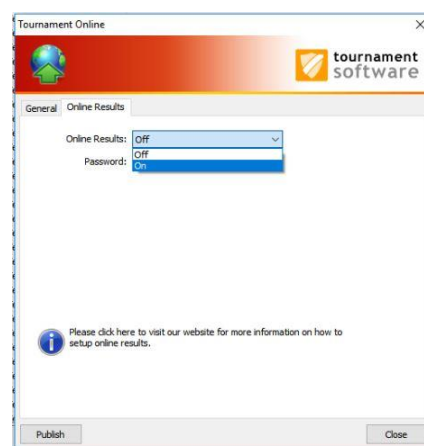 Tournament Online
tournament
software
General Online Results
Online Results: Off
Off
Password: On
Please click here to visit our website for more information on how to
setup online results.
Publish Close